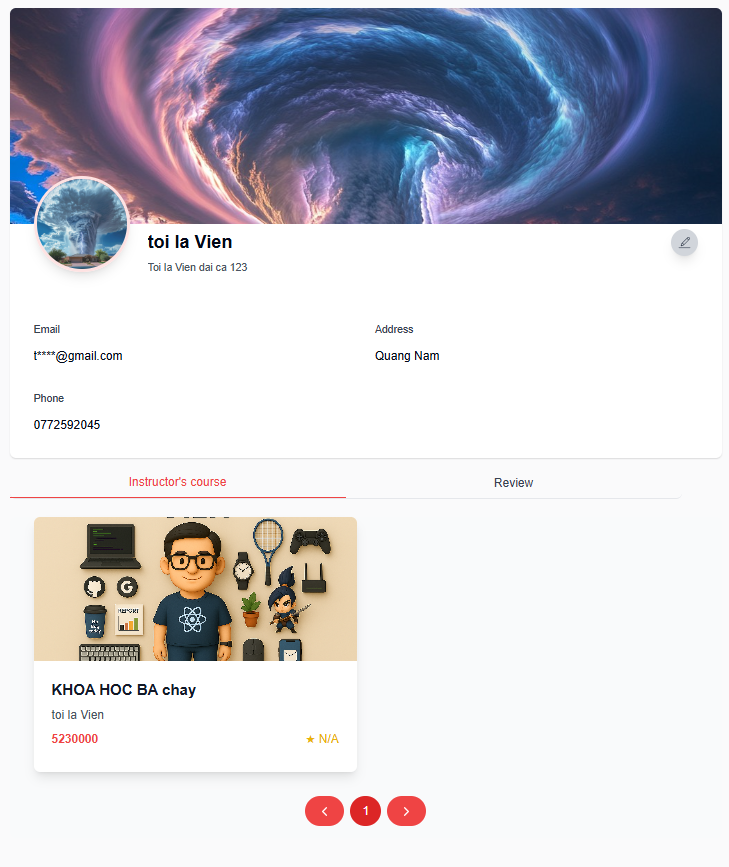 toi la Vien
Toi la Vien dai ca 123
Email
t****@gmail.com
Address
Quang Nam
Phone
0772592045
Instructor's course
Review
REPORT
KHOA HOC BA chay
toi la Vien
5230000
★ N/A
1